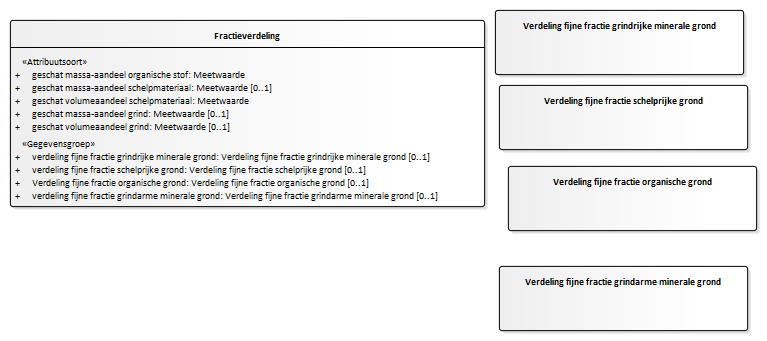 Fractieverdeling
«Attribuutsoort»
+ geschat massa-aandeel organische stof: Meetwaarde
+ geschat massa-aandeel schelpmateriaal: Meetwaarde [0..1]
+ geschat volumeaandeel schelpmateriaal: Meetwaarde
+ geschat massa-aandeel grind: Meetwaarde [0..1]
+ geschat volumeaandeel grind: Meetwaarde [0..1]
«Gegevensgroep»
+ verdeling fijne fractie grindrijke minerale grond: Verdeling fijne fractie grindrijke minerale grond [0..1]
+ verdeling fijne fractie schelprijke grond: Verdeling fijne fractie schelprijke grond [0..1]
+ Verdeling fijne fractie organische grond: Verdeling fijne fractie organische grond [0..1]
+ verdeling fijne fractie grindarme minerale grond: Verdeling fijne fractie grindarme minerale grond [0..1]
Verdeling fijne fractie grindrijke minerale grond
Verdeling fijne fractie schelprijke grond
Verdeling fijne fractie organische grond
Verdeling fijne fractie grindarme minerale grond